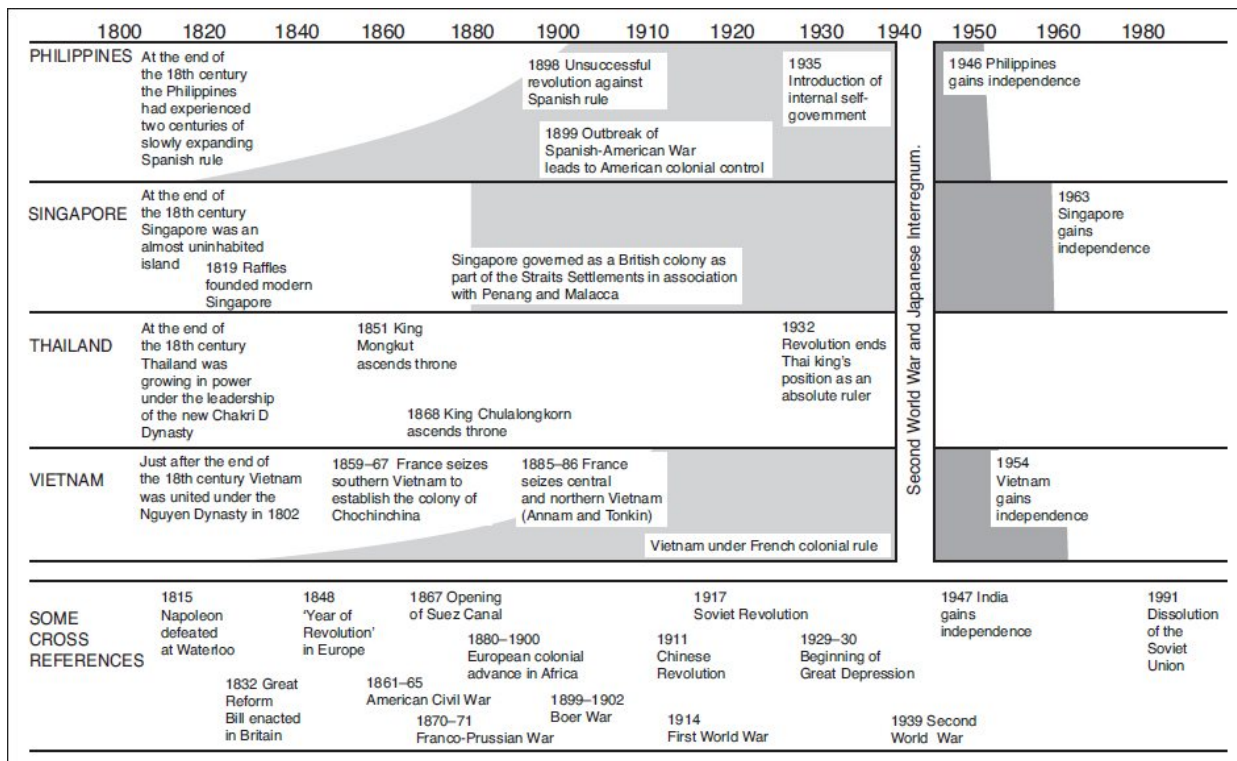 1800 1820 1840 1860 1880 1900 1910 1920 1930 1940 1950 1960 1980
PHILIPPINES
At the end of
the 18th century
the Philippines
had experienced
two centuries of
slowly expanding
Spanish rule
1898 Unsuccessful
revolution against
Spanish rule
1899 Outbreak of
Spanish-American War
leads to American colonial control
1935
Introduction of
internal self-
government
1946 Philippines
gains independence
SINGAPORE
At the end of
the 18th century
Singapore was an
almost uninhabited
island
1819 Raffles
founded modern
Singapore
Singapore governed as a British colony as
part of the Straits Settlements in association
with Penang and Malacca
1963
Singapore
gains
independence
THAILAND
At the end of
the 18th century
Thailand was
growing in power
under the leadership
of the new Chakri D
Dynasty
1851 King
Mongkut
ascends throne
1868 King Chulalongkorn
ascends throne
1932
Revolution ends
Thai king's
position as an
absolute ruler
VIETNAM
Just after the end of
the 18th century Vietnam
was united under the
Nguyen Dynasty in 1802
1859–67 France seizes
southern Vietnam to
establish the colony of
Chochinchina
1885–86 France
seizes central
and northern Vietnam
(Annam and Tonkin)
Vietnam under French colonial rule
1954
Vietnam
gains
independence
Second World War and Japanese Interregnum.
SOME
CROSS
REFERENCES
1815
Napoleon
defeated
at Waterloo
1832 Great
Reform
Bill enacted
in Britain
1848
'Year of
Revolution'
in Europe
1867 Opening
of Suez Canal
1880–1900
European colonial
advance in Africa
1861–65
American Civil War
1870–71
Franco-Prussian War
1899–1902
Boer War
1917
Soviet Revolution
1911
Chinese
Revolution
1914
First World War
1929–30
Beginning of
Great Depression
1939 Second
World War
1947 India
gains
independence
1991
Dissolution
of the
Soviet
Union